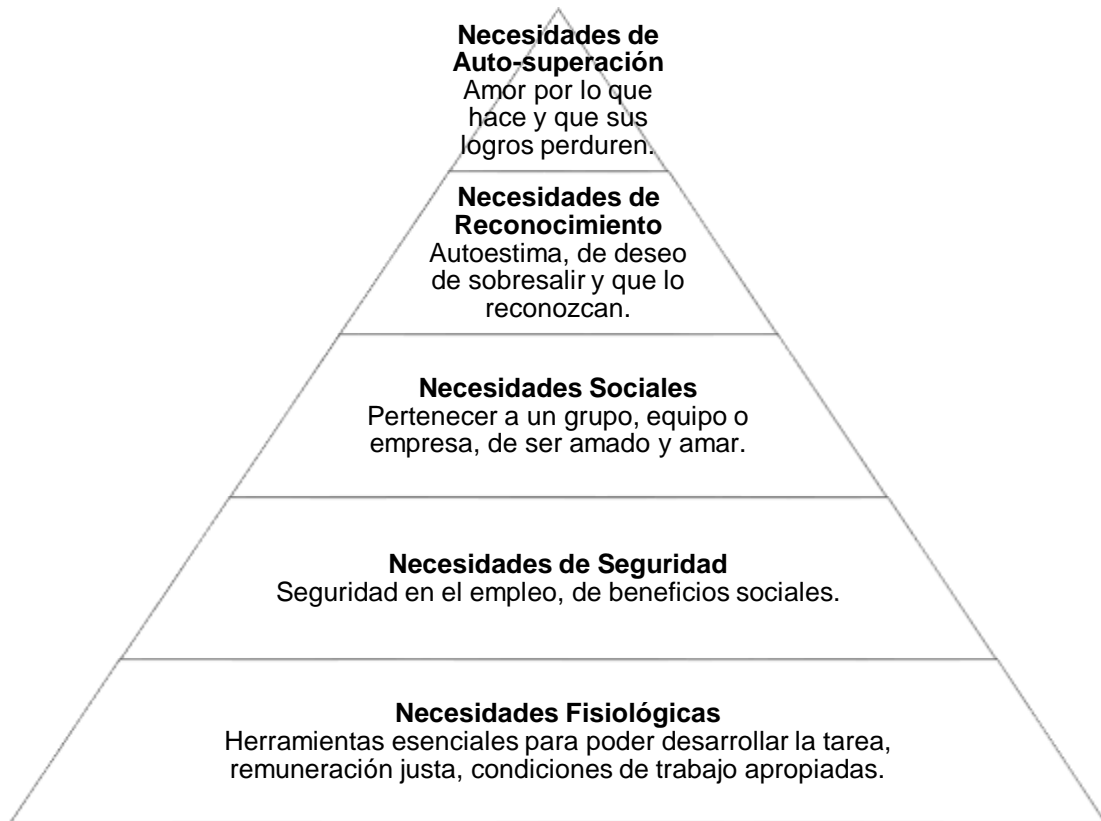 Necesidades de
Auto-superación
Amor por lo que
hace y que sus
logros perduren.
Necesidades de
Reconocimiento
Autoestima, de deseo
de sobresalir y que lo
reconozcan.
Necesidades Sociales
Pertenecer a un grupo, equipo o
empresa, de ser amado y amar.
Necesidades de Seguridad
Seguridad en el empleo, de beneficios sociales.
Necesidades Fisiológicas
Herramientas esenciales para poder desarrollar la tarea,
remuneración justa, condiciones de trabajo apropiadas.